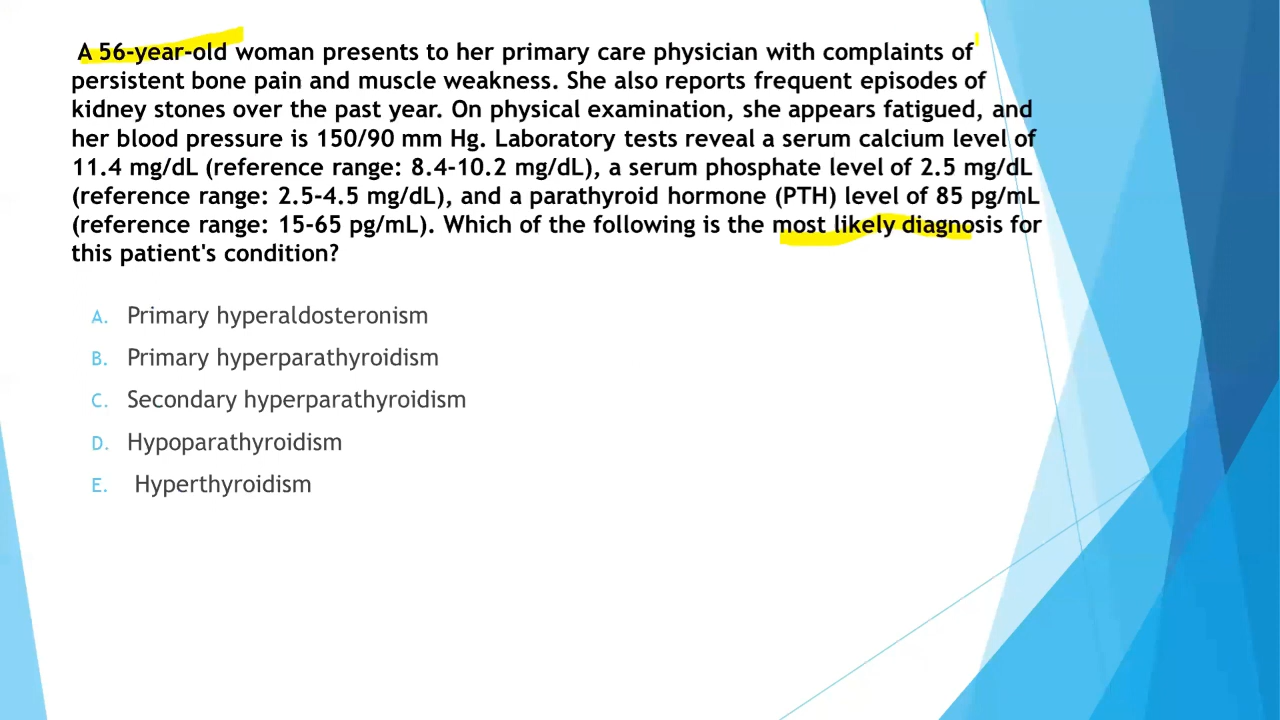 A 56-year-old woman presents to her primary care physician with complaints of
persistent bone pain and muscle weakness. She also reports frequent episodes of
kidney stones over the past year. On physical examination, she appears fatigued, and
her blood pressure is 150/90 mm Hg. Laboratory tests reveal a serum calcium level of
11.4 mg/dL (reference range: 8.4-10.2 mg/dL), a serum phosphate level of 2.5 mg/dL
(reference range: 2.5-4.5 mg/dL), and a parathyroid hormone (PTH) level of 85 pg/mL
(reference range: 15-65 pg/mL). Which of the following is the most likely diagnosis for
this patient's condition?
A. Primary hyperaldosteronism
B. Primary hyperparathyroidism
C. Secondary hyperparathyroidism
D. Hypoparathyroidism
E. Hyperthyroidism